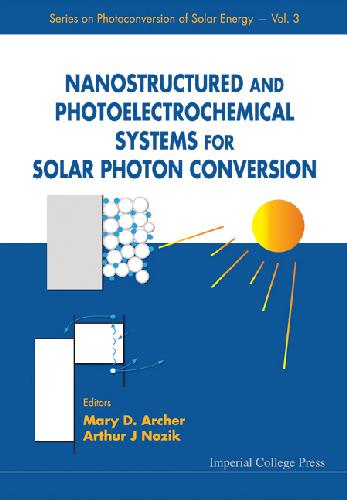 Series on Photoconversion of Solar Energy — Vol. 3
NANOSTRUCTURED AND
PHOTOELECTROCHEMICAL
SYSTEMS FOR
SOLAR PHOTON CONVERSION
Editors
Mary D. Archer
Arthur J Nozik
Imperial College Press